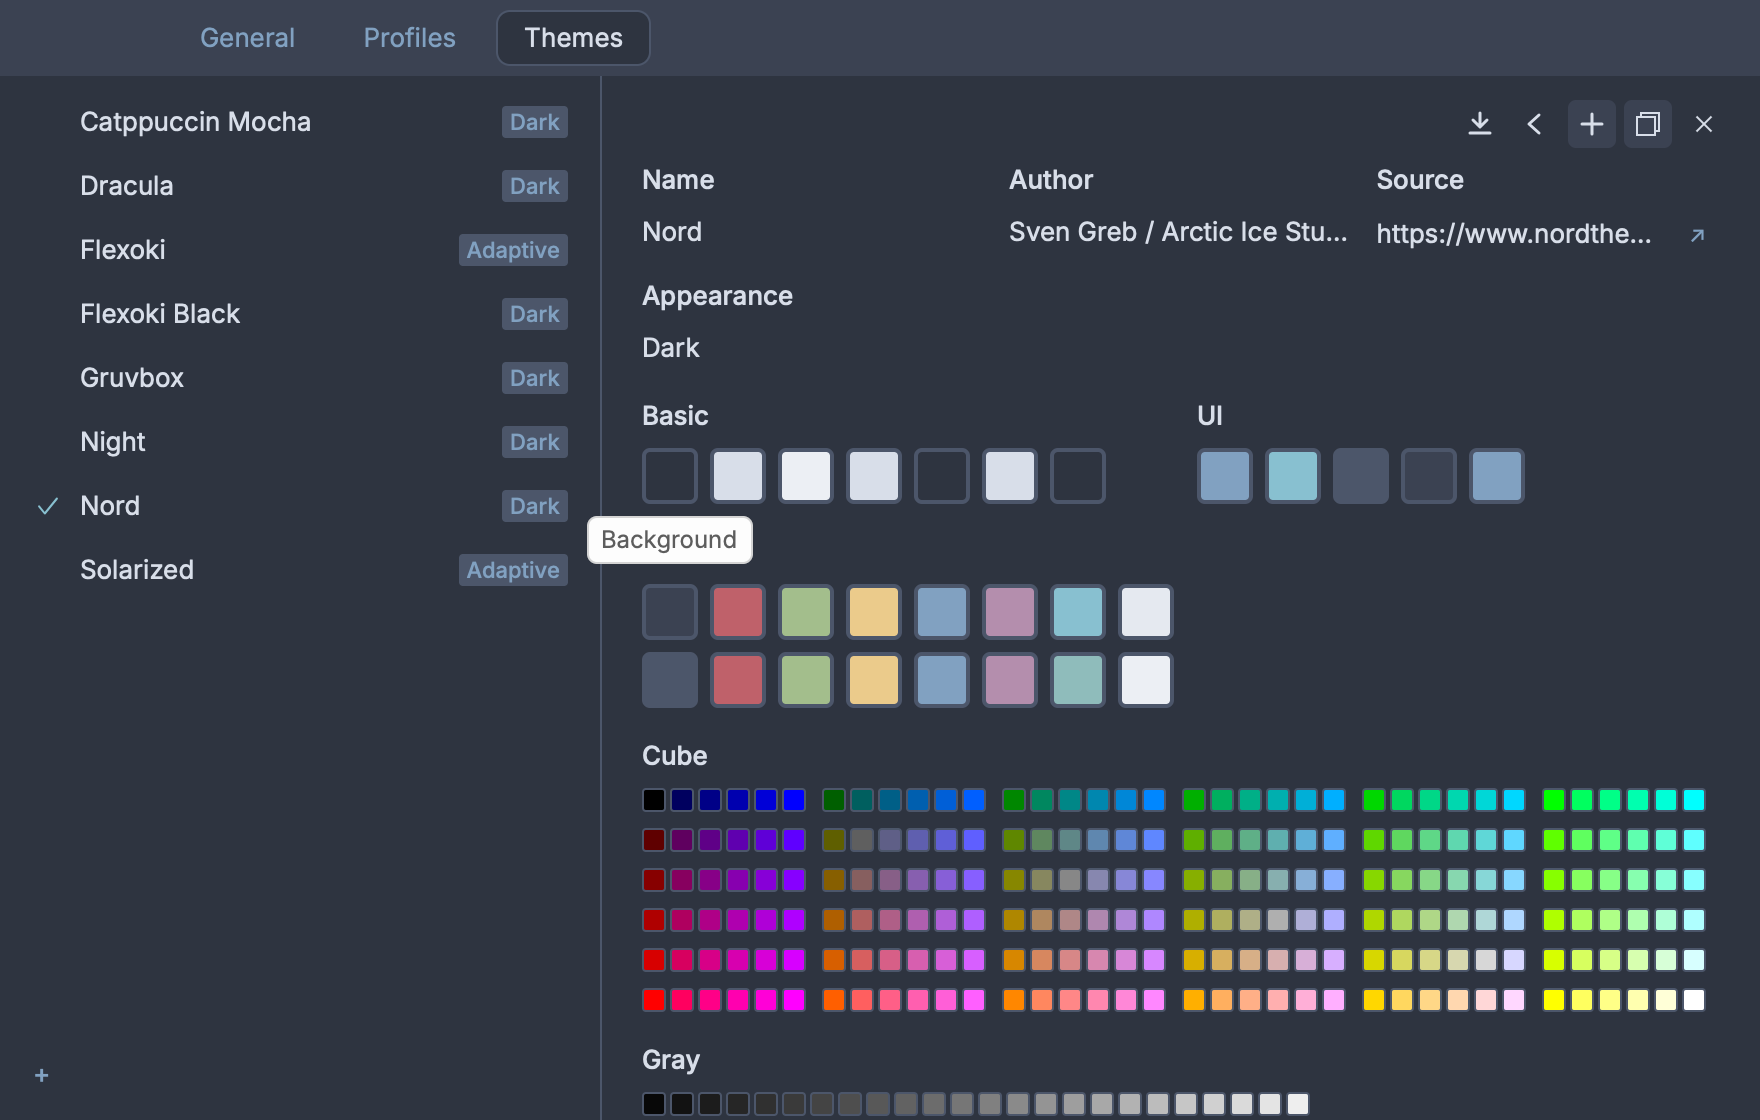 General Profiles Themes
Catppuccin Mocha Dark
Dracula Dark
Flexoki Adaptive
Flexoki Black Dark
Gruvbox Dark
Night Dark
Nord Dark
Solarized Adaptive
+
Name Author Source
Nord Sven Greb / Arctic Ice Stu... https://www.nordthe...
Appearance
Dark
Basic UI
Background
Cube
Gray